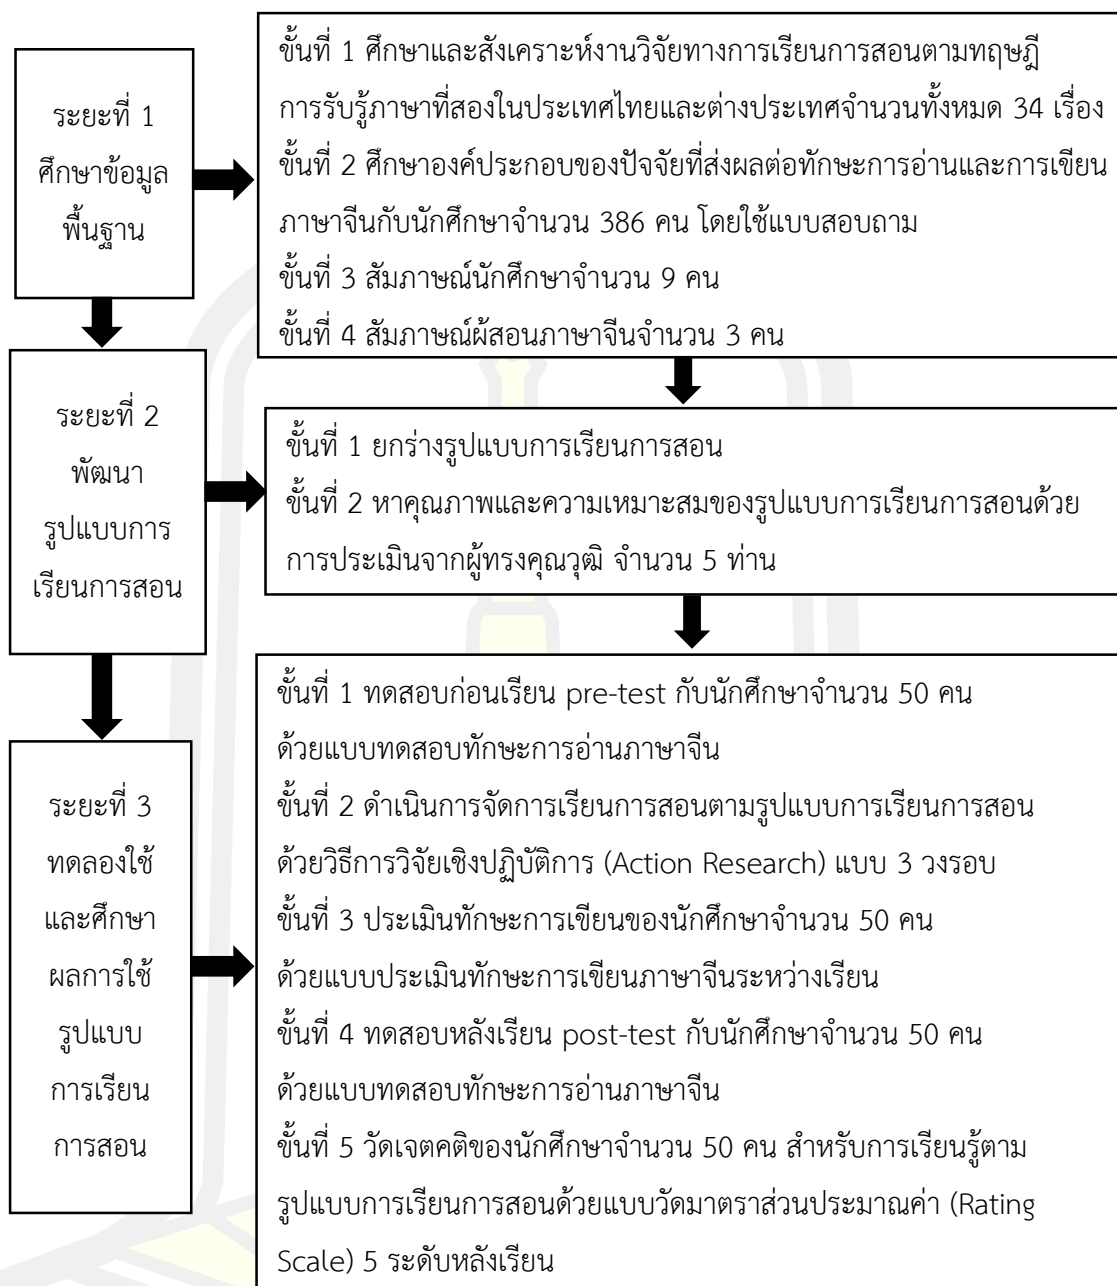 ระยะที่ 1
ศึกษาข้อมูล
พื้นฐาน
ขั้นที่ 1 ศึกษาและสังเคราะห์งานวิจัยทางการเรียนการสอนตามทฤษฎี
การรับรู้ภาษาที่สองในประเทศไทยและต่างประเทศจำนวนทั้งหมด 34 เรื่อง
ขั้นที่ 2 ศึกษาองค์ประกอบของปัจจัยที่ส่งผลต่อทักษะการอ่านและการเขียน
ภาษาจีนกับนักศึกษาจำนวน 386 คน โดยใช้แบบสอบถาม
ขั้นที่ 3 สัมภาษณ์นักศึกษาจำนวน 9 คน
ขั้นที่ 4 สัมภาษณ์ผู้สอนภาษาจีนจำนวน 3 คน
ระยะที่ 2
พัฒนา
รูปแบบการ
เรียนการสอน
ขั้นที่ 1 ยกร่างรูปแบบการเรียนการสอน
ขั้นที่ 2 หาคุณภาพและความเหมาะสมของรูปแบบการเรียนการสอนด้วย
การประเมินจากผู้ทรงคุณวุฒิ จำนวน 5 ท่าน
ระยะที่ 3
ทดลองใช้
และศึกษา
ผลการใช้
รูปแบบ
การเรียน
การสอน
ขั้นที่ 1 ทดสอบก่อนเรียน pre-test กับนักศึกษาจำนวน 50 คน
ด้วยแบบทดสอบทักษะการอ่านภาษาจีน
ขั้นที่ 2 ดำเนินการจัดการเรียนการสอนตามรูปแบบการเรียนการสอน
ด้วยวิธีการวิจัยเชิงปฏิบัติการ (Action Research) แบบ 3 วงรอบ
ขั้นที่ 3 ประเมินทักษะการเขียนของนักศึกษาจำนวน 50 คน
ด้วยแบบประเมินทักษะการเขียนภาษาจีนระหว่างเรียน
ขั้นที่ 4 ทดสอบหลังเรียน post-test กับนักศึกษาจำนวน 50 คน
ด้วยแบบทดสอบทักษะการอ่านภาษาจีน
ขั้นที่ 5 วัดเจตคติของนักศึกษาจำนวน 50 คน สำหรับการเรียนรู้ตาม
รูปแบบการเรียนการสอนด้วยแบบวัดมาตราส่วนประมาณค่า (Rating
Scale) 5 ระดับหลังเรียน